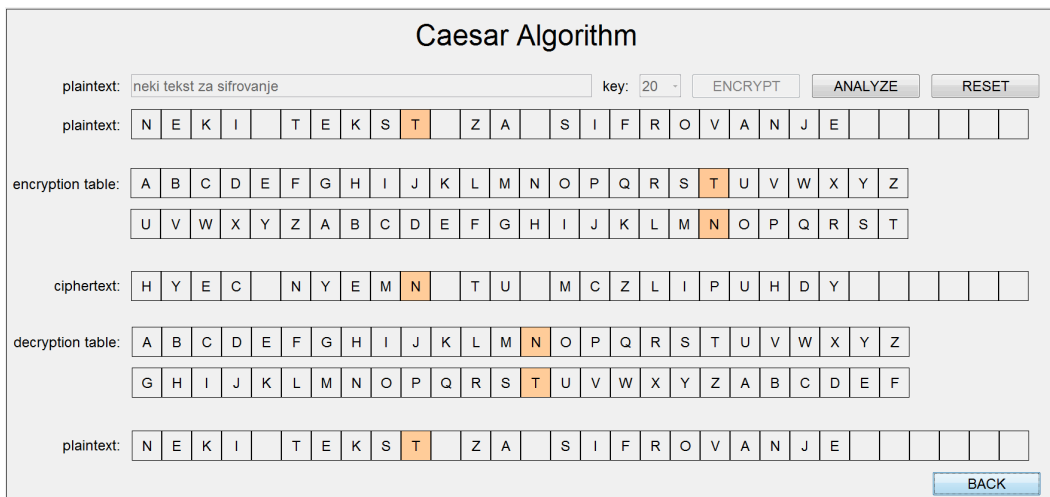 Caesar Algorithm
plaintext: neki tekst za sifrovanje key: 20 ENCRYPT ANALYZE RESET
plaintext: N E K I T E K S T Z A S I F R O V A N J E
encryption table: A B C D E F G H I J K L M N O P Q R S T U V W X Y Z
U V W X Y Z A B C D E F G H I J K L M N O P Q R S T
ciphertext: H Y E C N Y E M N T U M C Z L I P U H D Y
decryption table: A B C D E F G H I J K L M N O P Q R S T U V W X Y Z
G H I J K L M N O P Q R S T U V W X Y Z A B C D E F
plaintext: N E K I T E K S T Z A S I F R O V A N J E
BACK